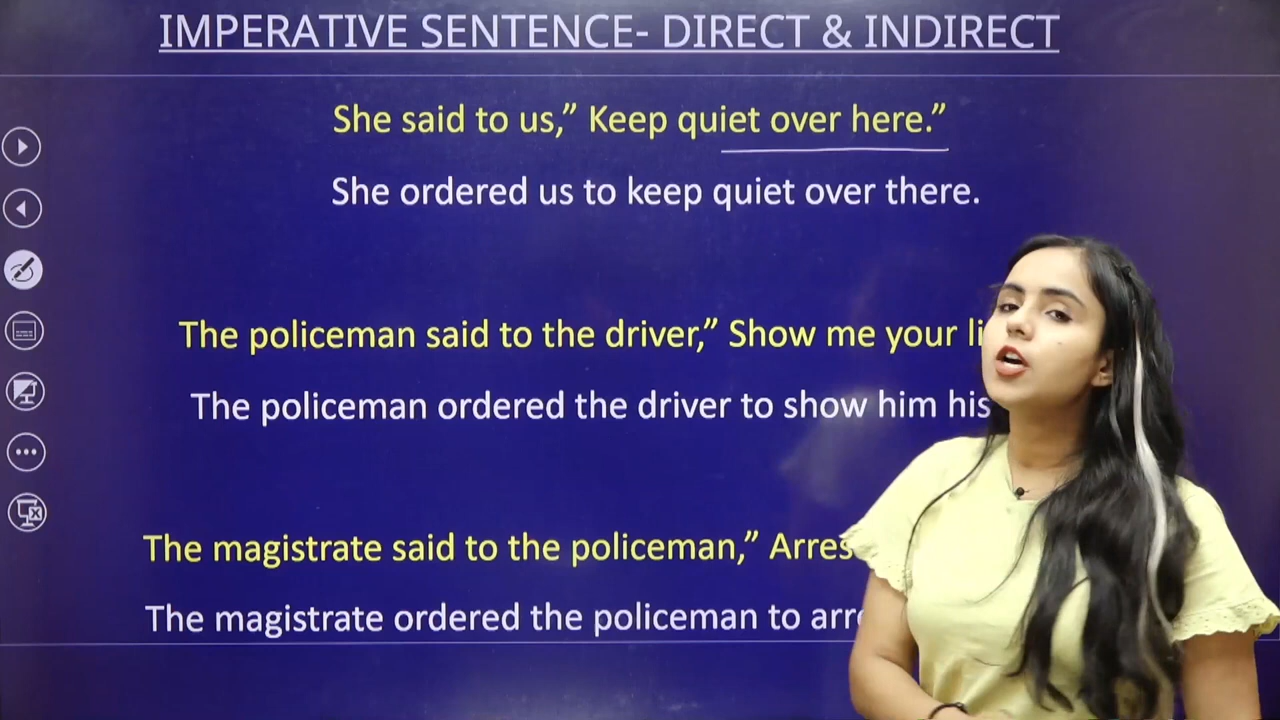 IMPERATIVE SENTENCE- DIRECT & INDIRECT
She said to us,” Keep quiet over here.”
She ordered us to keep quiet over there.
The policeman said to the driver,” Show me your
The policeman ordered the driver to show him his
The magistrate said to the policeman,”
The magistrate ordered the policeman to